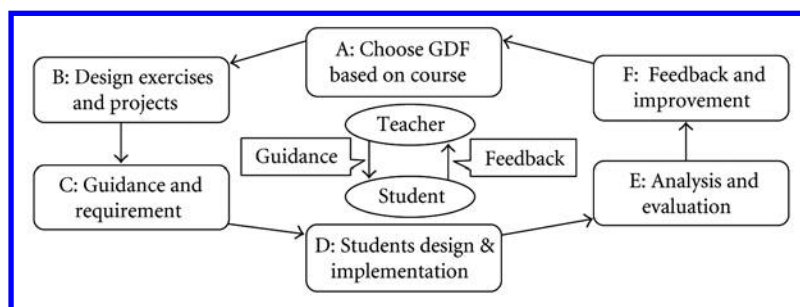 A: Choose GDF
based on course
B: Design exercises
and projects
F: Feedback and
improvement
Teacher
Guidance
Feedback
Student
C: Guidance and
requirement
E: Analysis and
evaluation
D: Students design &
implementation